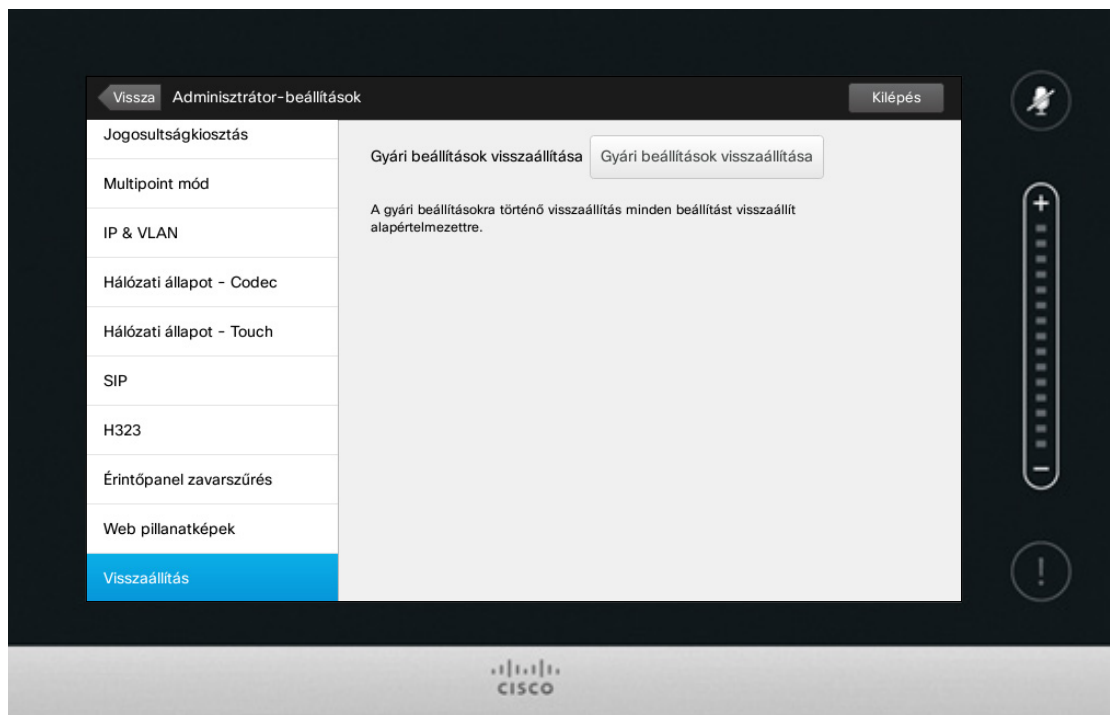 Vissza Adminisztrátor-beállítások Kilépés
Jogosultságkiosztás
Multipoint mód
IP & VLAN
Hálózati állapot - Codec
Hálózati állapot - Touch
SIP
H323
Érintőpanel zavarszűrés
Web pillanatképek
Visszaállítás
Gyári beállítások visszaállítása Gyári beállítások visszaállítása
A gyári beállításokra történő visszaállítás minden beállítást visszaállít
alapértelmezettre.
+
-
!
CISCO